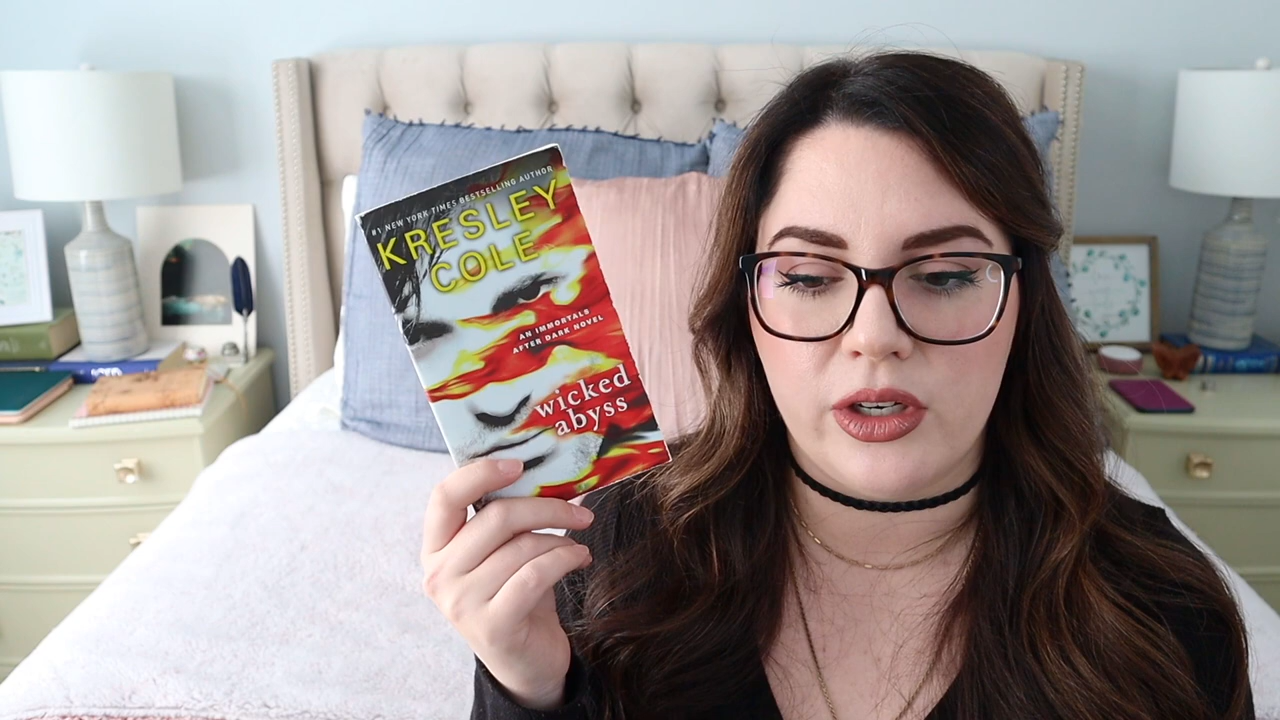 #1 NEW YORK TIMES BESTSELLING AUTHOR
KRESLEY
COLE
AN IMMORTALS
AFTER DARK NOVEL
wicked
abyss